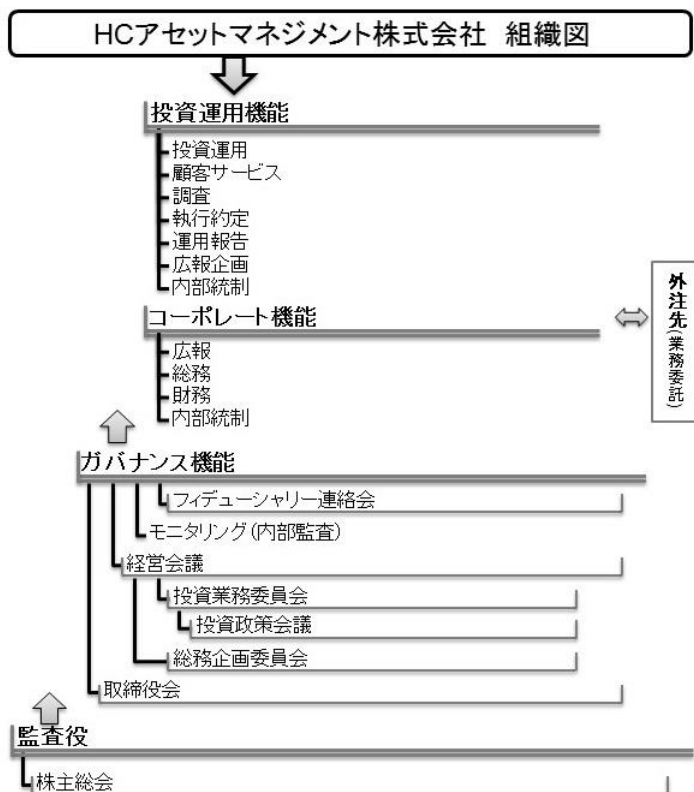 HCアセットマネジメント株式会社 組織図
投資運用機能
投資運用
顧客サービス
調査
執行約定
運用報告
広報企画
内部統制
コーポレート機能
広報
総務
財務
内部統制
外注先(業務委託)
ガバナンス機能
フィデューシャリー連絡会
モニタリング(内部監査)
経営会議
投資業務委員会
投資政策会議
総務企画委員会
取締役会
監査役
株主総会